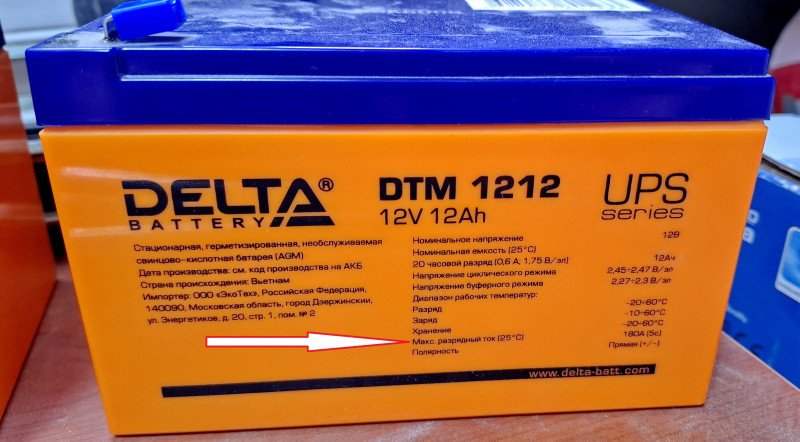 DELTA®
BATTERY
DTM 1212
12V 12Ah
UPS
series
Стационарная, герметизированная, необслуживаемая
свинцово-кислотная батарея (AGM)
Дата производства: см. код производства на АКБ
Страна происхождения: Вьетнам
Импортер: ООО «ЭкоТек», Российская Федерация,
140090, Московская область, город Дзержинский,
ул. Энергетиков, д. 20, стр. 1, пом. № 2
Номинальное напряжение 12В
Номинальная емкость (25°C)
20 часовой разряд (0,6 А; 1,75 В/эл) 12Ач
Напряжение циклического режима 2,45-2,47 В/эл
Напряжение буферного режима 2,27-2,3 В/эл
Диапазон рабочих температур:
Разряд -20-60°C
Заряд -10-60°C
Хранение -20-60°C
Макс. разрядный ток (25°C) 180А (5с)
Полярность Прямая (+/-)
www.delta-batt.com